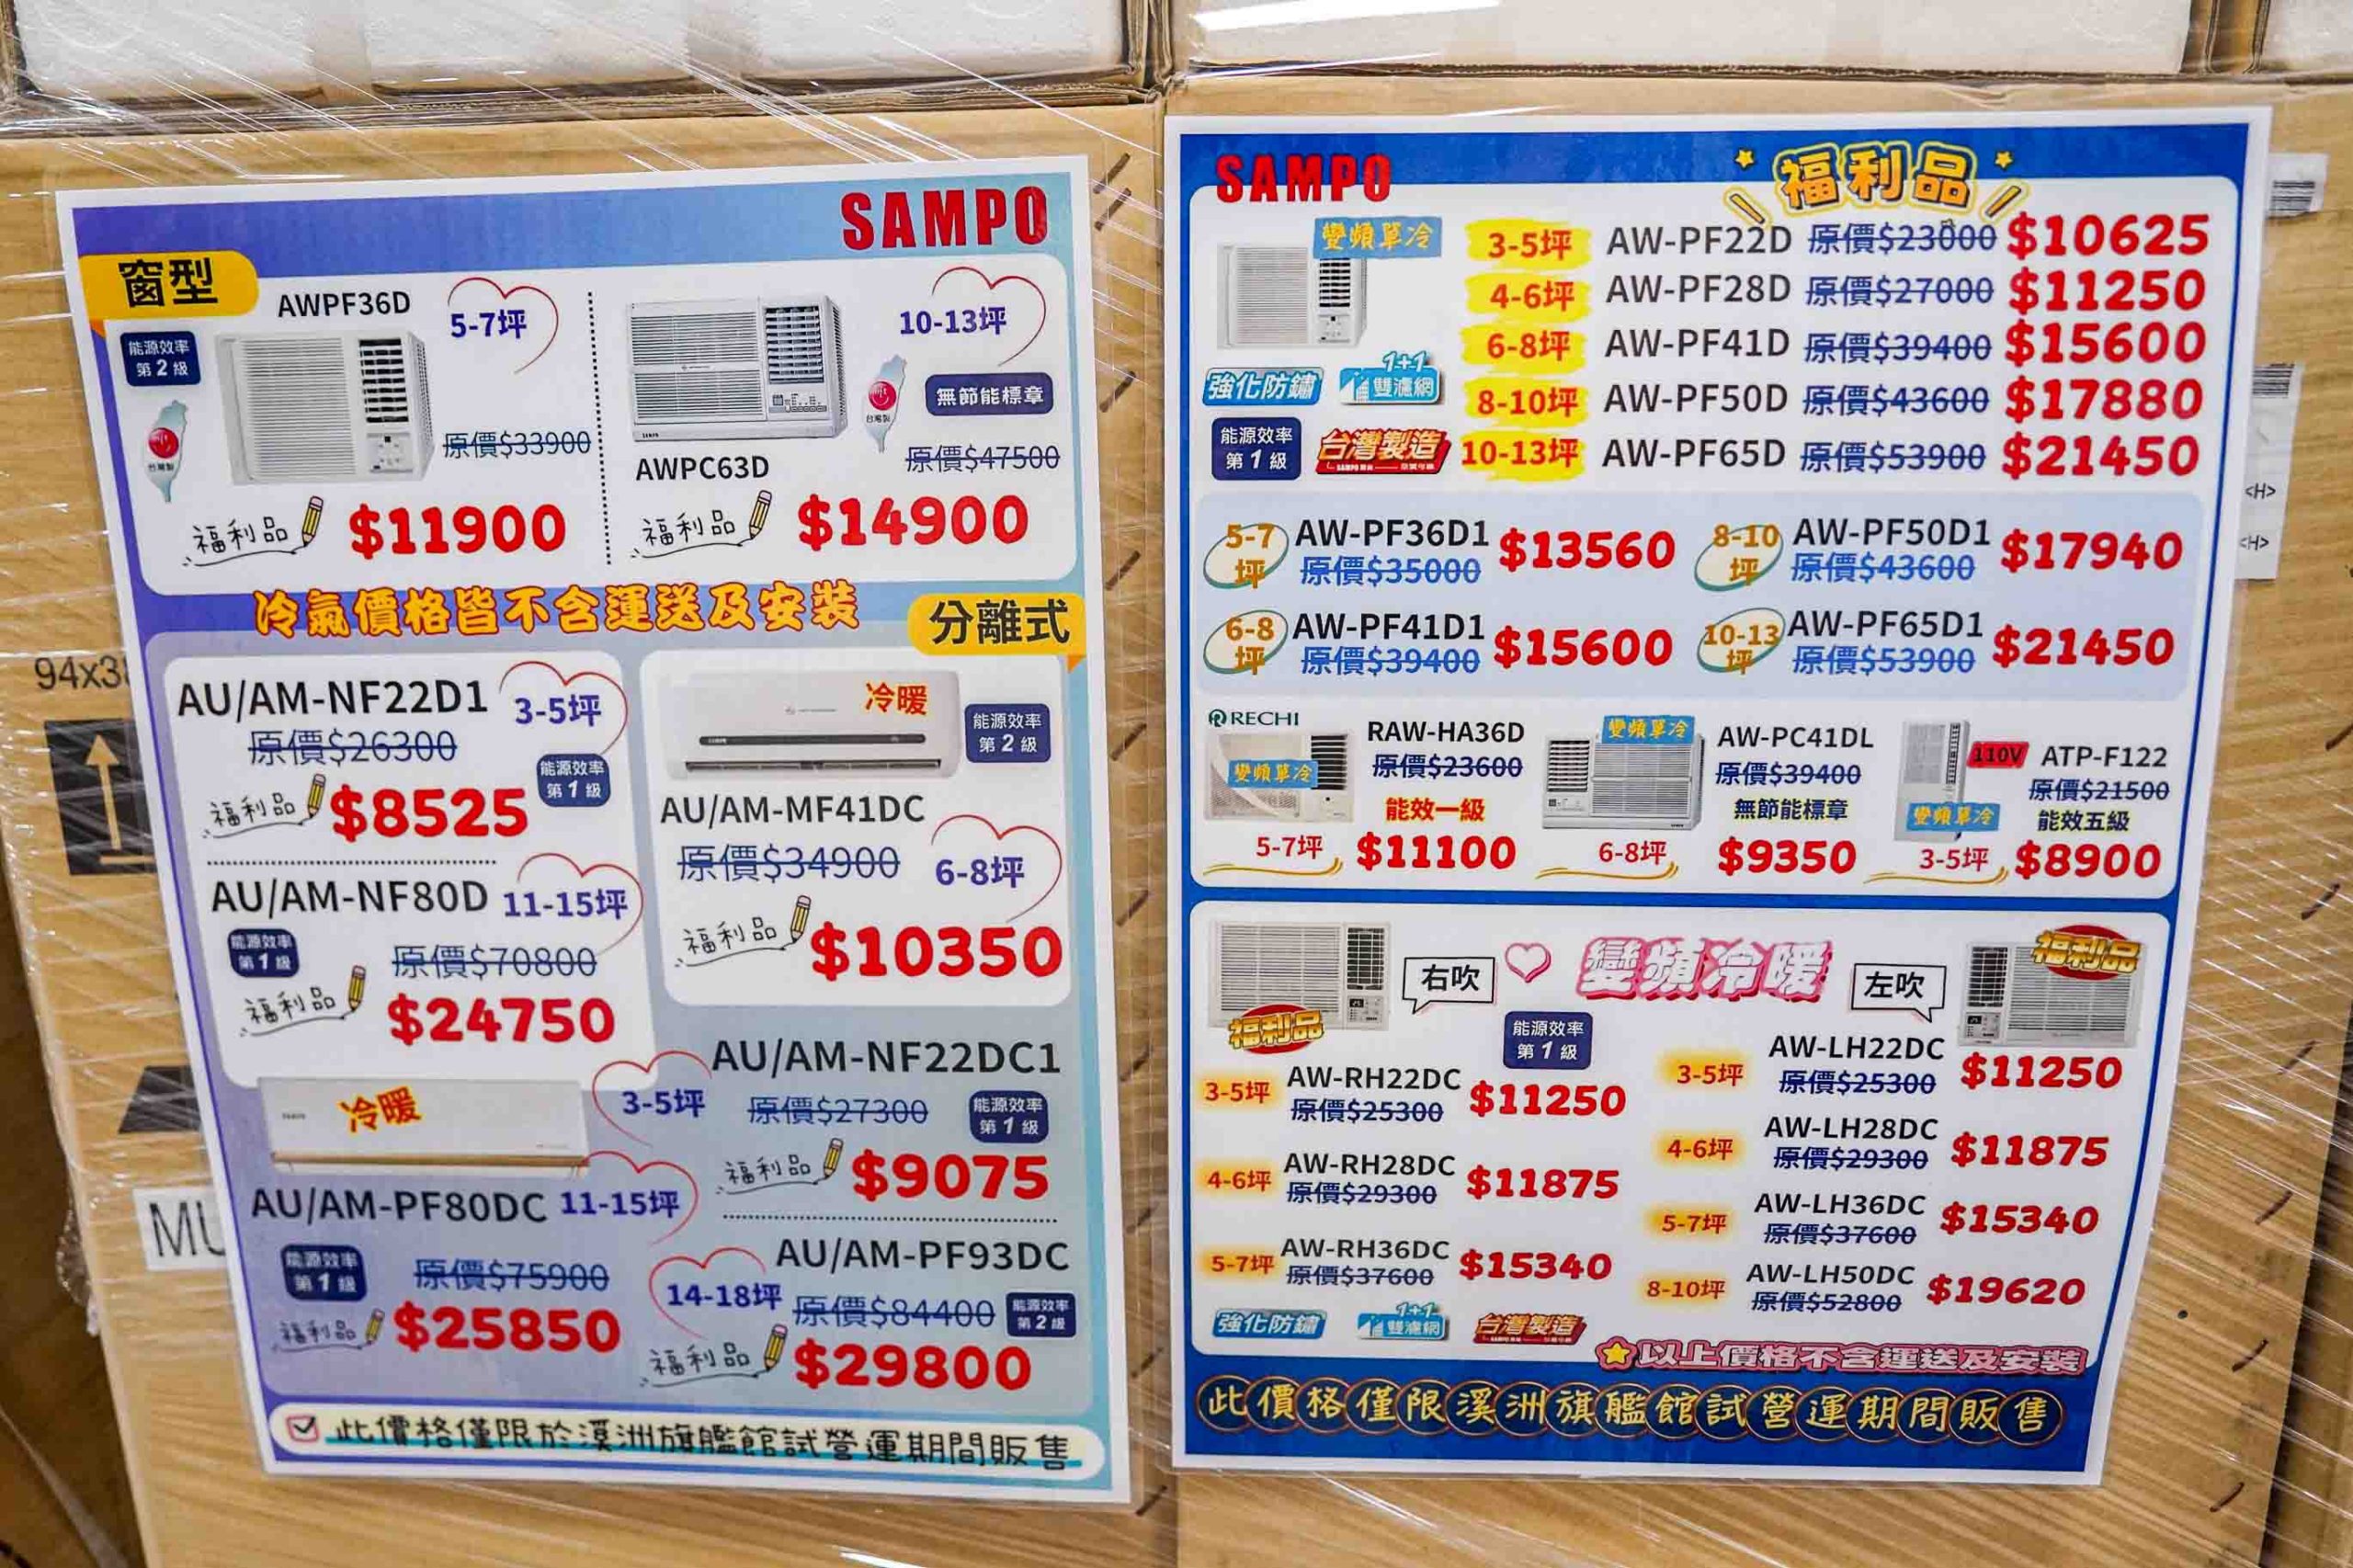 SAMPO
窗型
AWPF36D
5-7坪
能源效率
第2級
台灣製
原價$33900
福利品
$11900
10-13坪
台灣製
無節能標章
AWPC63D
原價$47500
福利品
$14900
冷氣價格皆不含運送及安裝
分離式
AU/AM-NF22D1
3-5坪
原價$26300
能源效率
第1級
福利品
$8525
AU/AM-NF80D
11-15坪
能源效率
第1級
原價$70800
福利品
$24750
冷暖
能源效率
第2級
AU/AM-MF41DC
原價$34900
6-8坪
福利品
$10350
AU/AM-NF22DC1
3-5坪
原價$27300
能源效率
第1級
福利品
$9075
冷暖
AU/AM-PF80DC
11-15坪
能源效率
第1級
原價$75900
福利品
$25850
AU/AM-PF93DC
14-18坪
原價$84400
能源效率
第2級
福利品
$29800
此價格僅限於溪洲旗艦館試營運期間販售
SAMPO
福利品
變頻單冷
3-5坪 AW-PF22D 原價$23000 $10625
4-6坪 AW-PF28D 原價$27000 $11250
6-8坪 AW-PF41D 原價$39400 $15600
8-10坪 AW-PF50D 原價$43600 $17880
10-13坪 AW-PF65D 原價$53900 $21450
強化防鏽
1+1
雙濾網
能源效率
第1級
台灣製造
5-7坪
AW-PF36D1
原價$35000
$13560
8-10坪
AW-PF50D1
原價$43600
$17940
6-8坪
AW-PF41D1
原價$39400
$15600
10-13坪
AW-PF65D1
原價$53900
$21450
RECHI
變頻單冷
RAW-HA36D
原價$23600
能效一級
5-7坪
$11100
變頻單冷
AW-PC41DL
原價$39400
無節能標章
6-8坪
$9350
110V
變頻單冷
ATP-F122
原價$21500
能效五級
3-5坪
$8900
變頻冷暖
右吹
左吹
福利品
福利品
能源效率
第1級
3-5坪
AW-RH22DC
原價$25300
$11250
4-6坪
AW-RH28DC
原價$29300
$11875
5-7坪
AW-RH36DC
原價$37600
$15340
3-5坪
AW-LH22DC
原價$25300
$11250
4-6坪
AW-LH28DC
原價$29300
$11875
5-7坪
AW-LH36DC
原價$37600
$15340
8-10坪
AW-LH50DC
原價$52800
$19620
強化防鏽
1+1
雙濾網
台灣製造
以上價格不含運送及安裝
此價格僅限溪洲旗艦館試營運期間販售
<H>
<H>